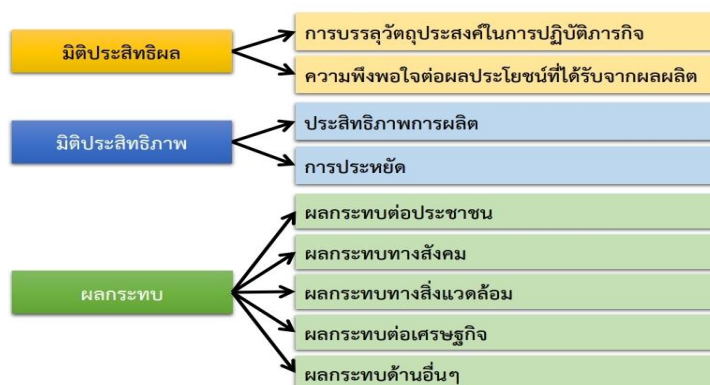 มิติประสิทธิผล
การบรรลุวัตถุประสงค์ในการปฏิบัติภารกิจ
ความพึงพอใจต่อผลประโยชน์ที่ได้รับจากผลผลิต
มิติประสิทธิภาพ
ประสิทธิภาพการผลิต
การประหยัด
ผลกระทบ
ผลกระทบต่อประชาชน
ผลกระทบทางสังคม
ผลกระทบทางสิ่งแวดล้อม
ผลกระทบต่อเศรษฐกิจ
ผลกระทบด้านอื่นๆ